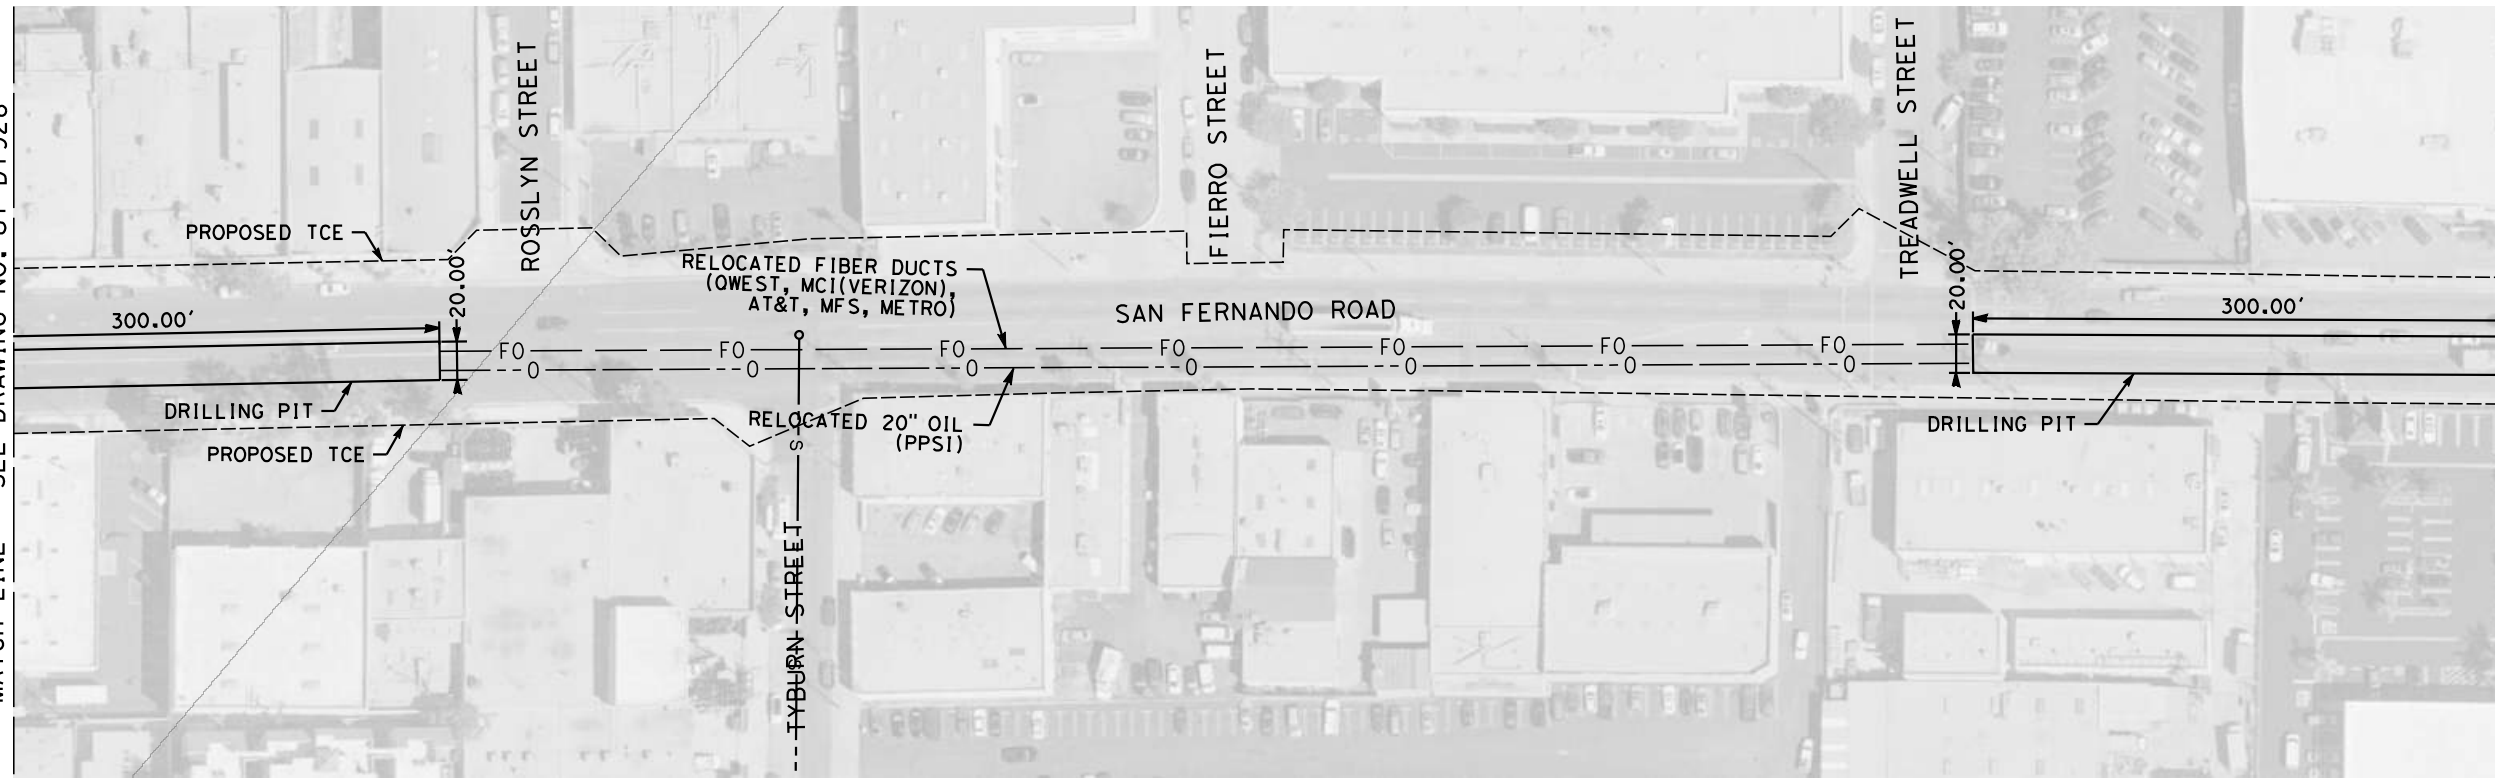 ROSSLYN STREET
FIERRO STREET
TREADWELL STREET
PROPOSED TCE
20.00'
RELOCATED FIBER DUCTS
(QWEST, MCI(VERIZON),
AT&T, MFS, METRO)
20.00'
300.00'
SAN FERNANDO ROAD
300.00'
FO FO FO FO FO FO FO
O O O O O O O
DRILLING PIT
RELOCATED 20" OIL
(PPSI)
DRILLING PIT
PROPOSED TCE
S
TYBURN STREET